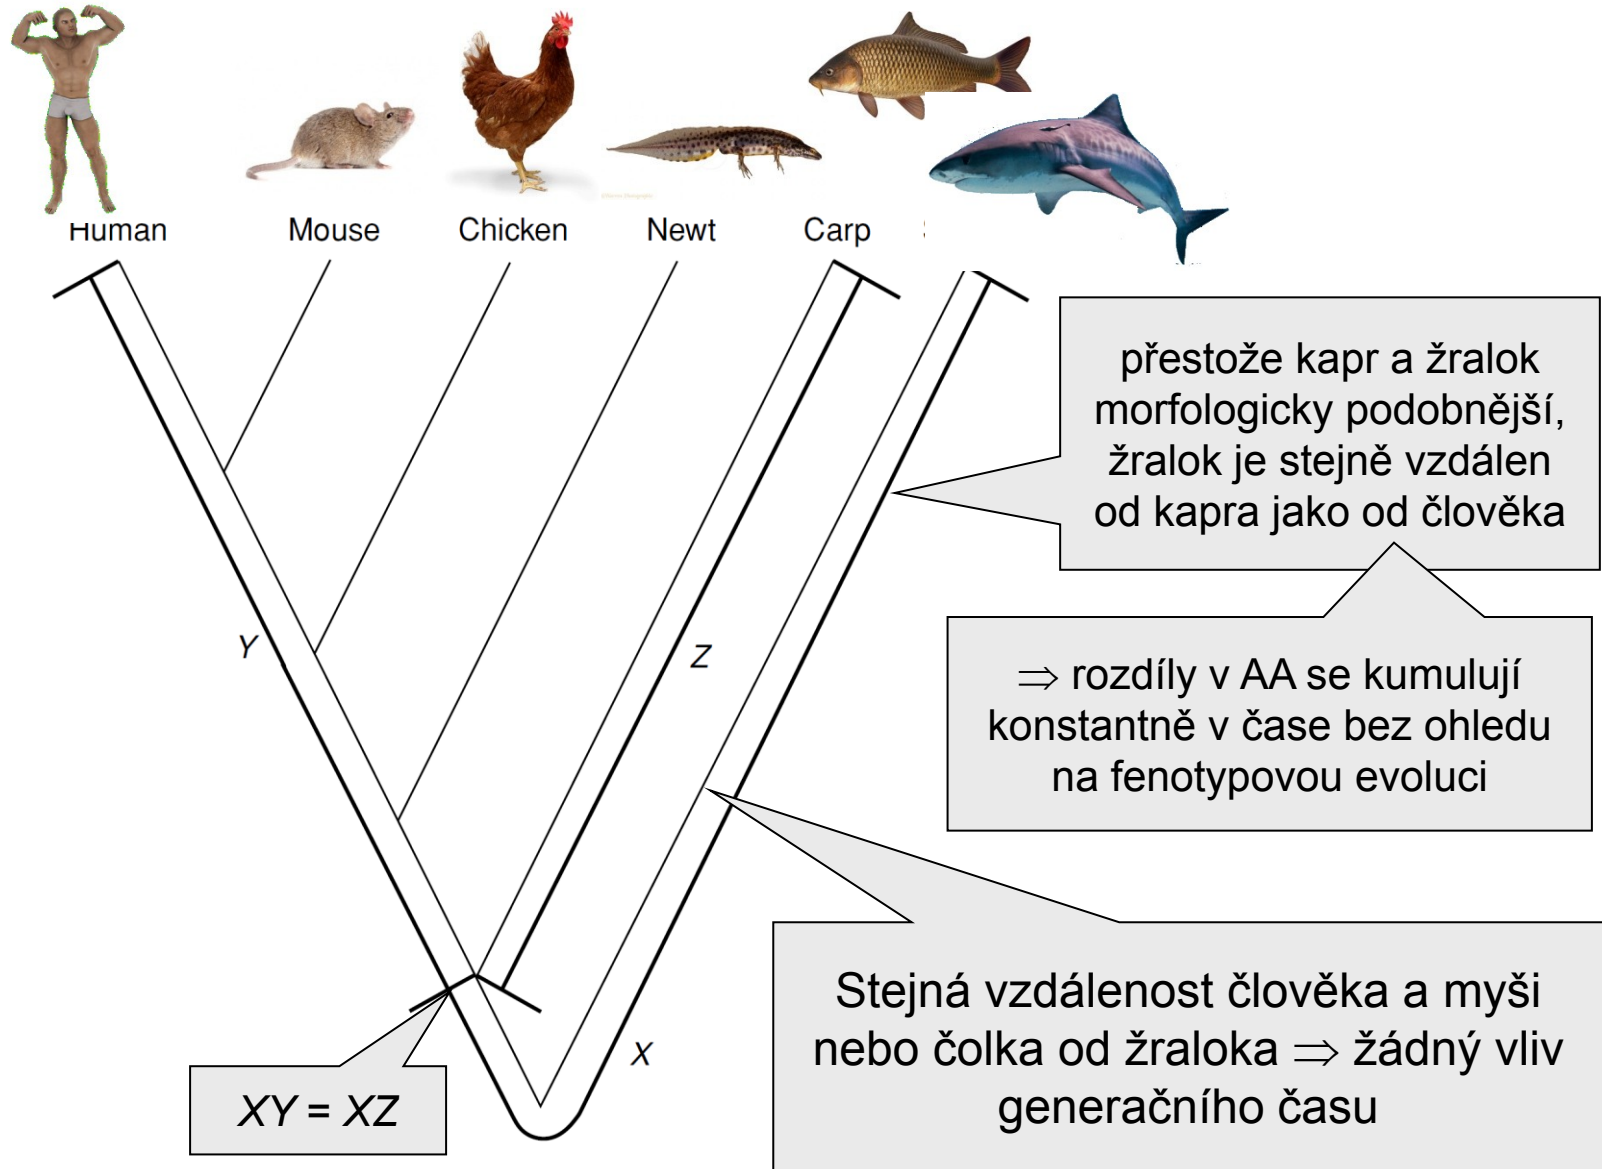 Human Mouse Chicken Newt Carp
přestože kapr a žralok
morfologicky podobnější,
žralok je stejně vzdálen
od kapra jako od člověka
Y
Z
⇒ rozdíly v AA se kumulují
konstantně v čase bez ohledu
na fenotypovou evoluci
X
XY = XZ
Stejná vzdálenost člověka a myši
nebo čolka od žraloka ⇒ žádný vliv
generačního času